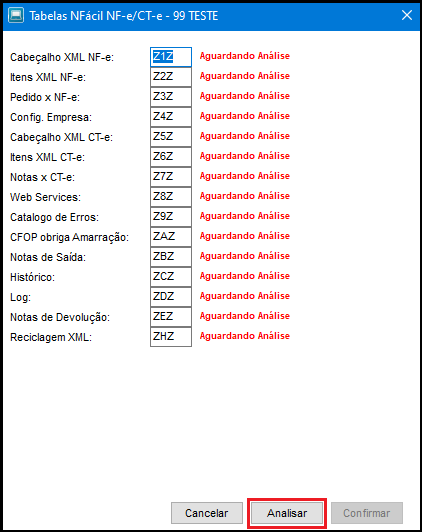 Tabelas NFácil NF-e/CT-e - 99 TESTE
Cabeçalho XML NF-e: Z1Z Aguardando Análise
Itens XML NF-e: Z2Z Aguardando Análise
Pedido x NF-e: Z3Z Aguardando Análise
Config. Empresa: Z4Z Aguardando Análise
Cabeçalho XML CT-e: Z5Z Aguardando Análise
Itens XML CT-e: Z6Z Aguardando Análise
Notas x CT-e: Z7Z Aguardando Análise
Web Services: Z8Z Aguardando Análise
Catalogo de Erros: Z9Z Aguardando Análise
CFOP obriga Amarração: ZAZ Aguardando Análise
Notas de Saída: ZBZ Aguardando Análise
Histórico: ZCZ Aguardando Análise
Log: ZDZ Aguardando Análise
Notas de Devolução: ZEZ Aguardando Análise
Reciclagem XML: ZHZ Aguardando Análise
Cancelar Analisar Confirmar